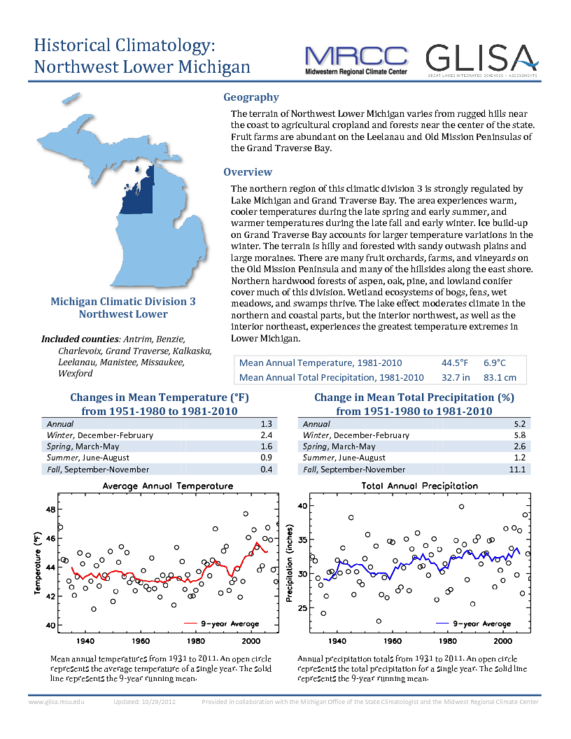 Historical Climatology:
Northwest Lower Michigan
MRCC
Midwestern Regional Climate Center
GLISA
GREAT LAKES INTEGRATED SCIENCES + ASSESSMENTS
Geography
The terrain of Northwest Lower Michigan varies from rugged hills near
the coast to agricultural cropland and forests near the center of the state.
Fruit farms are abundant on the Leelanau and Old Mission Peninsulas of
the Grand Traverse Bay.
Overview
The northern region of this climatic division 3 is strongly regulated by
Lake Michigan and Grand Traverse Bay. The area experiences warm,
cooler temperatures during the late spring and early summer, and
warmer temperatures during the late fall and early winter. Ice build-up
on Grand Traverse Bay accounts for larger temperature variations in the
winter. The terrain is hilly and forested with sandy outwash plains and
large moraines. There are many fruit orchards, farms, and vineyards on
the Old Mission Peninsula and many of the hillsides along the east shore.
Northern hardwood forests of aspen, oak, pine, and lowland conifer
cover much of this division. Wetland ecosystems of bogs, fens, wet
meadows, and swamps thrive. The lake effect moderates climate in the
northern and coastal parts, but the interior northwest, as well as the
interior northeast, experiences the greatest temperature extremes in
Lower Michigan.
Michigan Climatic Division 3
Northwest Lower
Included counties: Antrim, Benzie,
Charlevoix, Grand Traverse, Kalkaska,
Leelanau, Manistee, Missaukee,
Wexford
Mean Annual Temperature, 1981-2010 44.5°F 6.9°C
Mean Annual Total Precipitation, 1981-2010 32.7 in 83.1 cm
Changes in Mean Temperature (°F)
from 1951-1980 to 1981-2010
Annual 1.3
Winter, December-February 2.4
Spring, March-May 1.6
Summer, June-August 0.9
Fall, September-November 0.4
Change in Mean Total Precipitation (%)
from 1951-1980 to 1981-2010
Annual 5.2
Winter, December-February 5.8
Spring, March-May 2.6
Summer, June-August 1.2
Fall, September-November 11.1
Average Annual Temperature
Temperature (°F)
48
46
44
42
40
9-year Average
1940 1960 1980 2000
Total Annual Precipitation
Precipitation (inches)
40
35
30
25
9-year Average
1940 1960 1980 2000
Mean annual temperatures from 1931 to 2011. An open circle
represents the average temperature of a single year. The solid
line represents the 9-year running mean.
Annual precipitation totals from 1931 to 2011. An open circle
represents the total precipitation for a single year. The solid line
represents the 9-year running mean.
www.glisa.msu.edu Updated: 10/29/2012 Provided in collaboration with the Michigan Office of the State Climatologist and the Midwest Regional Climate Center